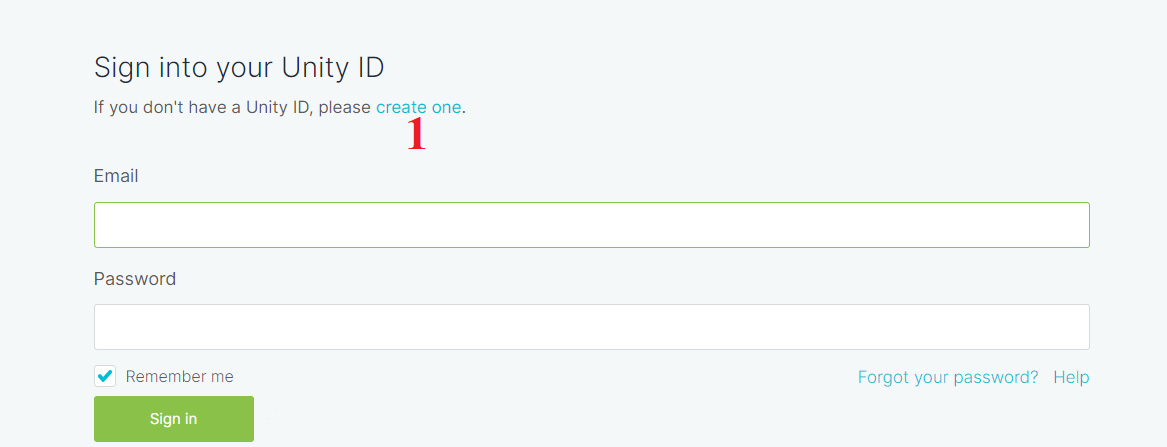 Sign into your Unity ID
If you don't have a Unity ID, please create one.
1
Email
Password
Remember me
Forgot your password? Help
Sign in